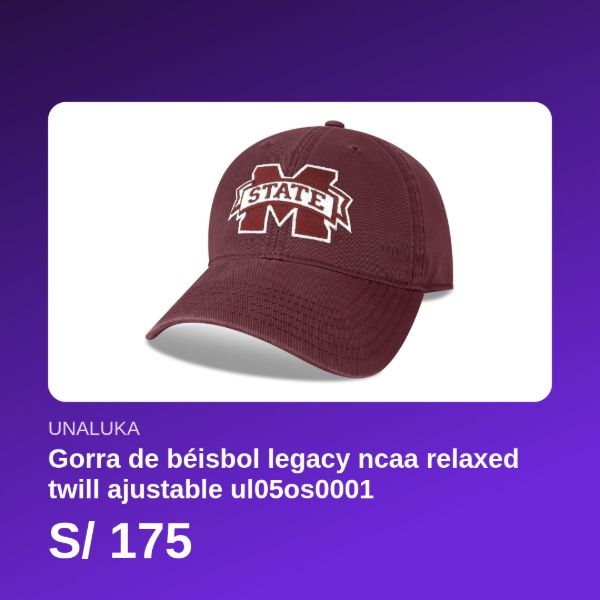 STATE
UNALUKA
Gorra de béisbol legacy ncaa relaxed
twill ajustable ul05os0001
S/ 175